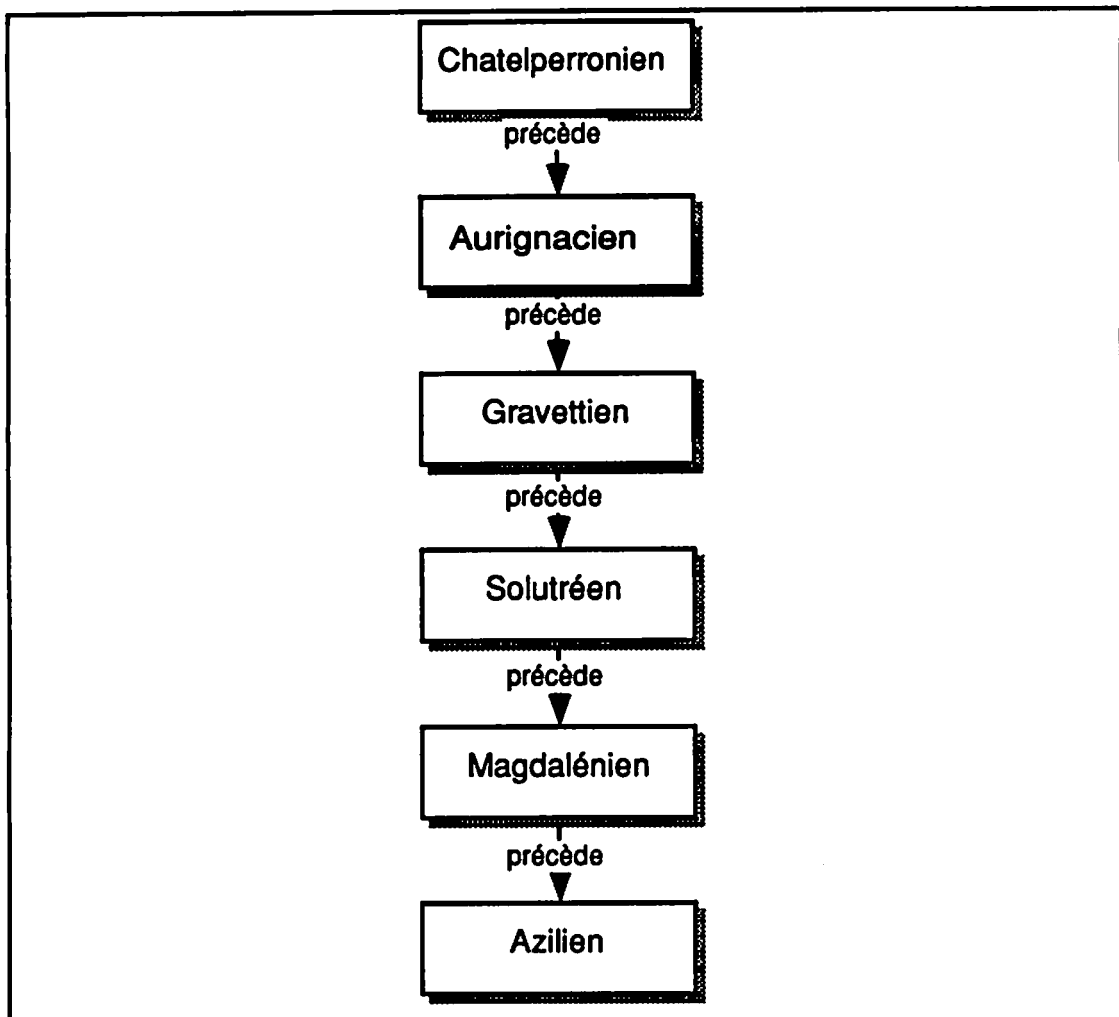 Chatelperronien
précède
Aurignacien
précède
Gravettien
précède
Solutréen
précède
Magdalénien
précède
Azilien